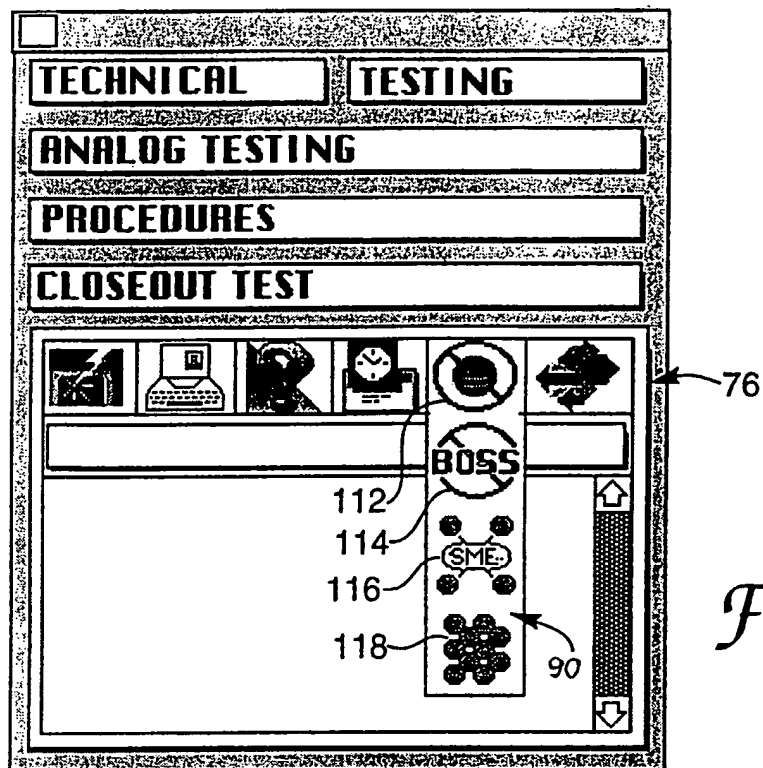 TECHNICAL TESTING
ANALOG TESTING
PROCEDURES
CLOSEOUT TEST
R
76
112
BOSS
114
SME..
116
118
90
F